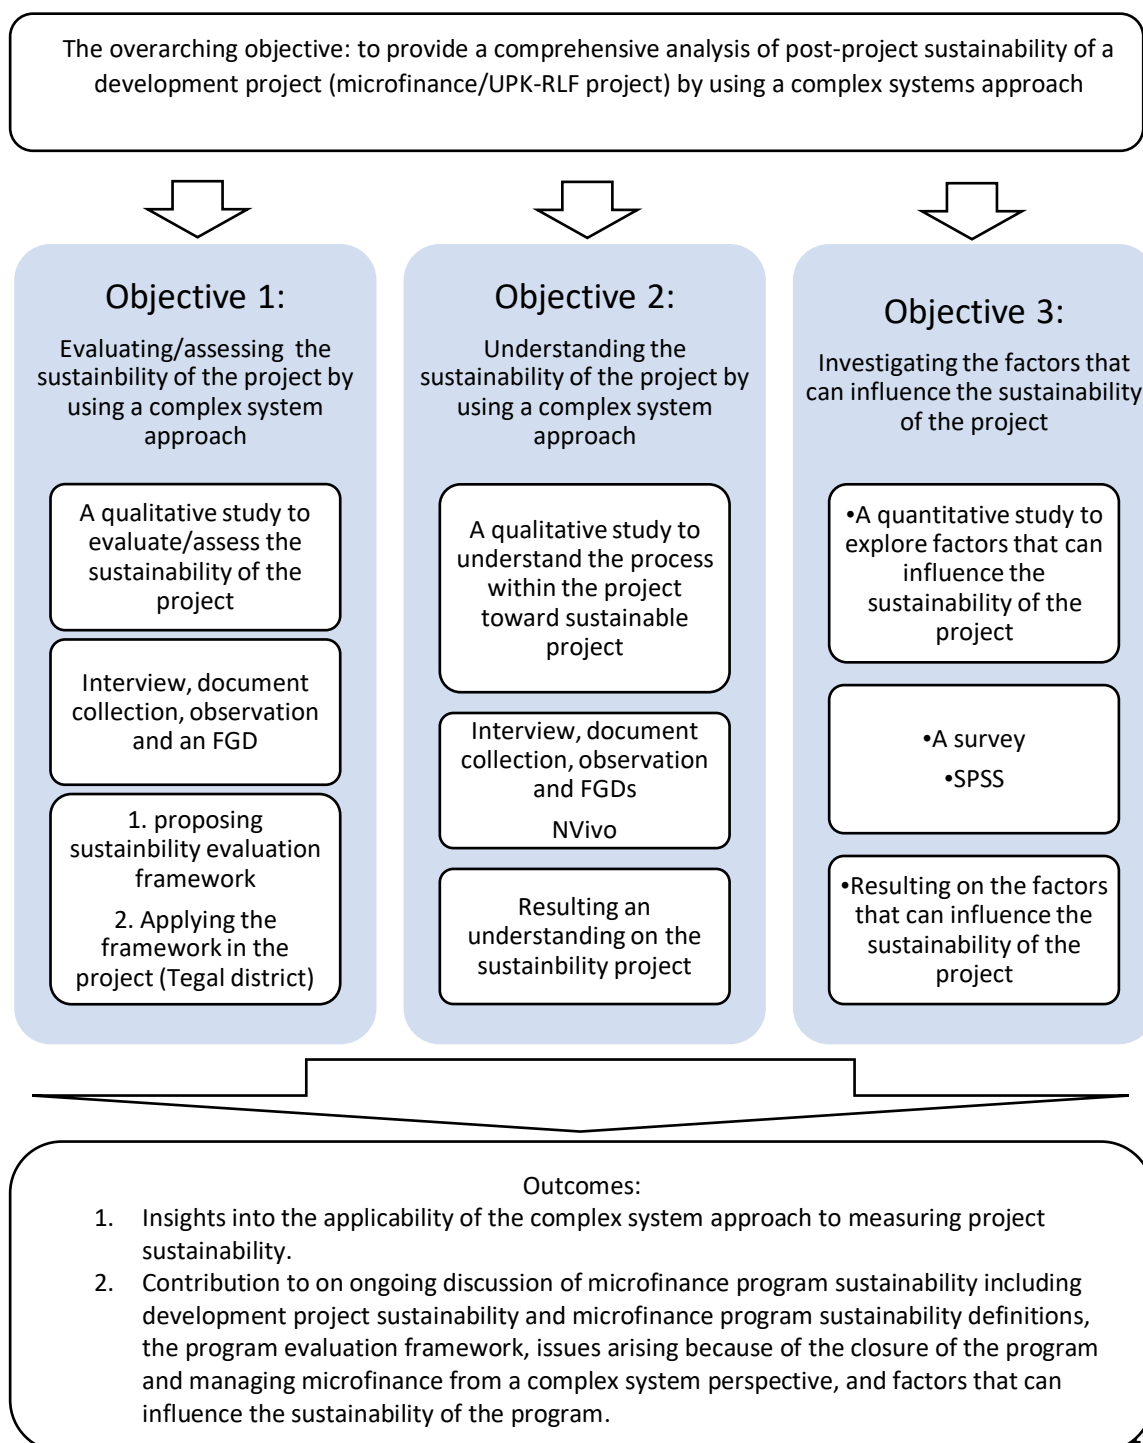 The overarching objective: to provide a comprehensive analysis of post-project sustainability of a
development project (microfinance/UPK-RLF project) by using a complex systems approach
Objective 1:
Evaluating/assessing the
sustainbility of the project by
using a complex system
approach
A qualitative study to
evaluate/assess the
sustainability of the
project
Interview, document
collection, observation
and an FGD
1. proposing
sustainbility evaluation
framework
2. Applying the
framework in the
project (Tegal district)
Objective 2:
Understanding the
sustainability of the project by
using a complex system
approach
A qualitative study to
understand the process
within the project
toward sustainable
project
Interview, document
collection, observation
and FGDs
NVivo
Resulting an
understanding on the
sustainbility project
Objective 3:
Investigating the factors that
can influence the sustainability
of the project
•A quantitative study to
explore factors that can
influence the
sustainability of the
project
•A survey
•SPSS
•Resulting on the factors
that can influence the
sustainability of the
project
Outcomes:
1. Insights into the applicability of the complex system approach to measuring project
sustainability.
2. Contribution to on ongoing discussion of microfinance program sustainability including
development project sustainability and microfinance program sustainability definitions,
the program evaluation framework, issues arising because of the closure of the program
and managing microfinance from a complex system perspective, and factors that can
influence the sustainability of the program.